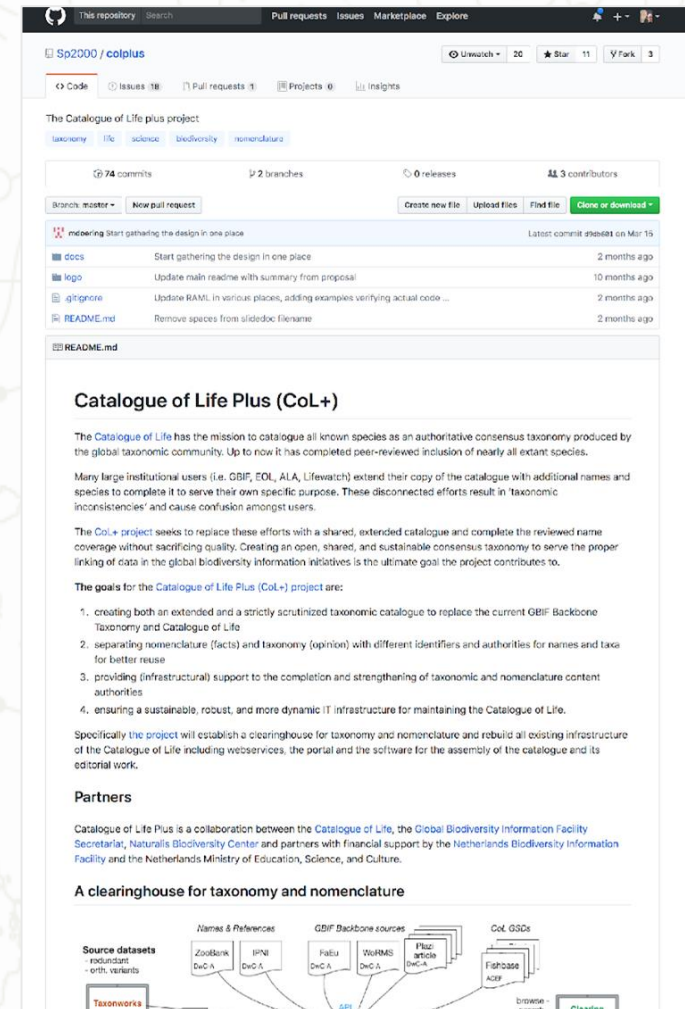 This repository Search Pull requests Issues Marketplace Explore
Sp2000 / colplus Unwatch 20 Star 11 Fork 3
Code Issues 18 Pull requests 1 Projects 0 Insights
The Catalogue of Life plus project
taxonomy life science biodiversity nomenclature
74 commits 2 branches 0 releases 3 contributors
Branch: master New pull request Create new file Upload files Find file Clone or download
mdoering Start gathering the design in one place Latest commit on Mar 15
docs Start gathering the design in one place 2 months ago
logo Update main readme with summary from proposal 10 months ago
.gitignore Update RAML in various places, adding examples verifying actual code ... 2 months ago
README.md Remove spaces from slidedoc filename 2 months ago
README.md
Catalogue of Life Plus (CoL+)
The Catalogue of Life has the mission to catalogue all known species as an authoritative consensus taxonomy produced by
the global taxonomic community. Up to now it has completed peer-reviewed inclusion of nearly all extant species.
Many large institutional users (i.e. GBIF, EOL, ALA, Lifewatch) extend their copy of the catalogue with additional names and
species to complete it to serve their own specific purpose. These disconnected efforts result in 'taxonomic
inconsistencies' and cause confusion amongst users.
The CoL+ project seeks to replace these efforts with a shared, extended catalogue and complete the reviewed name
coverage without sacrificing quality. Creating an open, shared, and sustainable consensus taxonomy to serve the proper
linking of data in the global biodiversity information initiatives is the ultimate goal the project contributes to.
The goals for the Catalogue of Life Plus (CoL+) project are:
1. creating both an extended and a strictly scrutinized taxonomic catalogue to replace the current GBIF Backbone
Taxonomy and Catalogue of Life
2. separating nomenclature (facts) and taxonomy (opinion) with different identifiers and authorities for names and taxa
for better reuse
3. providing (infrastructural) support to the completion and strengthening of taxonomic and nomenclature content
authorities
4. ensuring a sustainable, robust, and more dynamic IT infrastructure for maintaining the Catalogue of Life.
Specifically the project will establish a clearinghouse for taxonomy and nomenclature and rebuild all existing infrastructure
of the Catalogue of Life including webservices, the portal and the software for the assembly of the catalogue and its
editorial work.
Partners
Catalogue of Life Plus is a collaboration between the Catalogue of Life, the Global Biodiversity Information Facility
Secretariat, Naturalis Biodiversity Center and partners with financial support by the Netherlands Biodiversity Information
Facility and the Netherlands Ministry of Education, Science, and Culture.
A clearinghouse for taxonomy and nomenclature
Names & References GBIF Backbone sources CoL GSDs
Source datasets
- redundant
- orth. variants
ZooBank DwC-A
IPNI DwC-A
FaEu DwC-A
WoRMS DwC-A
Plazi article DwC-A
Fishbase ACEF
Taxonworks
API
browse -